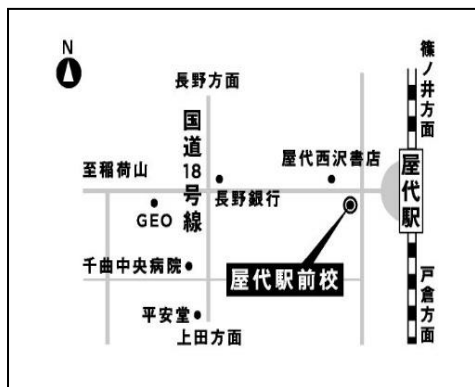 N
長野方面
篠ノ井方面
国道18号線
屋代西沢書店
屋代駅
至稲荷山
長野銀行
GEO
千曲中央病院
屋代駅前校
戸倉方面
平安堂
上田方面